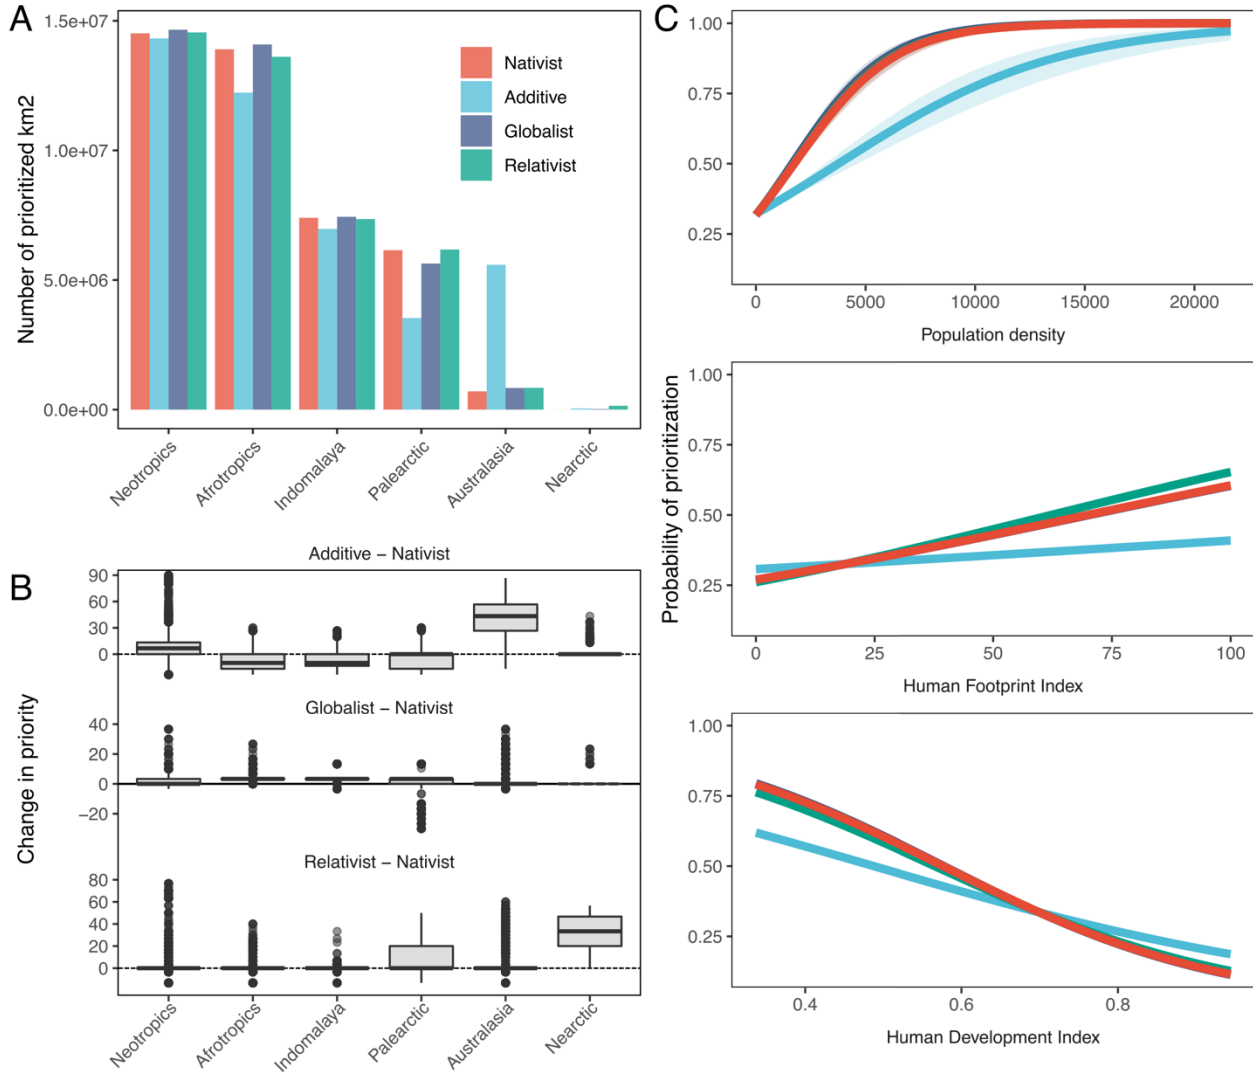 A
Number of prioritized km2
1.5e+07
1.0e+07
5.0e+06
0.0e+00
Nativist
Additive
Globalist
Relativist
Neotropics
Afrotropics
Indomalaya
Palearctic
Australasia
Nearctic
B
Change in priority
Additive – Nativist
90
60
30
0
Globalist – Nativist
40
20
0
−20
Relativist – Nativist
80
60
40
20
0
Neotropics
Afrotropics
Indomalaya
Palearctic
Australasia
Nearctic
C
Probability of prioritization
1.00
0.75
0.50
0.25
0 5000 10000 15000 20000
Population density
1.00
0.75
0.50
0.25
0 25 50 75 100
Human Footprint Index
1.00
0.75
0.50
0.25
0.4 0.6 0.8
Human Development Index